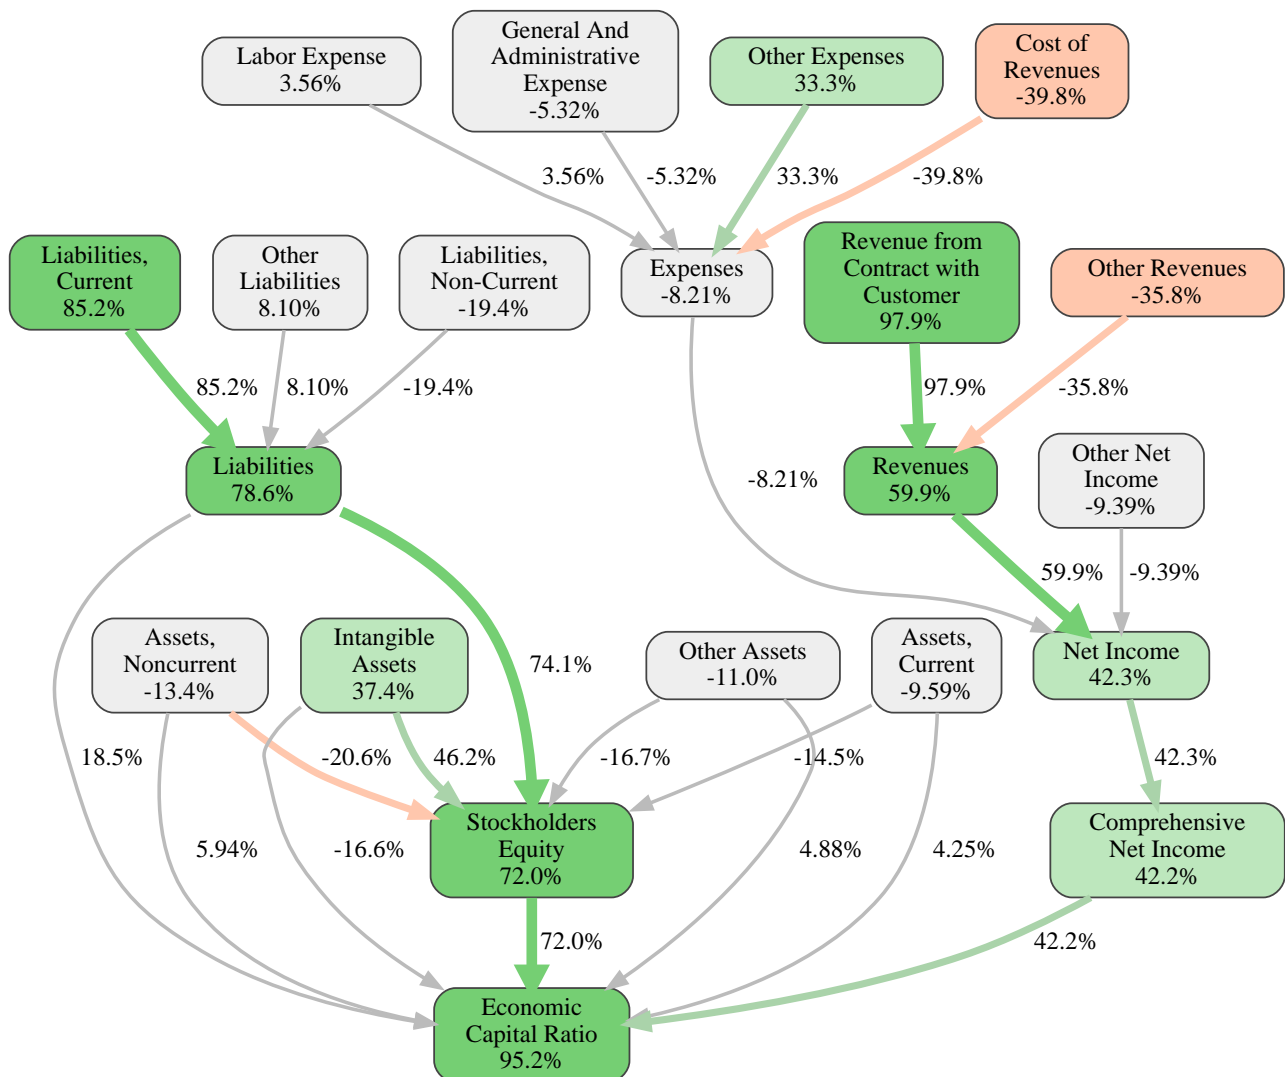 Labor Expense
3.56%
General And
Administrative
Expense
-5.32%
Other Expenses
33.3%
Cost of
Revenues
-39.8%
3.56%
-5.32%
33.3%
-39.8%
Liabilities,
Current
85.2%
Other
Liabilities
8.10%
Liabilities,
Non-Current
-19.4%
Expenses
-8.21%
Revenue from
Contract with
Customer
97.9%
Other Revenues
-35.8%
85.2%
8.10%
-19.4%
97.9%
-35.8%
Liabilities
78.6%
-8.21%
Revenues
59.9%
Other Net
Income
-9.39%
59.9%
-9.39%
Assets,
Noncurrent
-13.4%
Intangible
Assets
37.4%
74.1%
Other Assets
-11.0%
Assets,
Current
-9.59%
Net Income
42.3%
18.5%
-20.6%
46.2%
-16.7%
-14.5%
42.3%
Stockholders
Equity
72.0%
Comprehensive
Net Income
42.2%
5.94%
-16.6%
4.88%
4.25%
72.0%
42.2%
Economic
Capital Ratio
95.2%